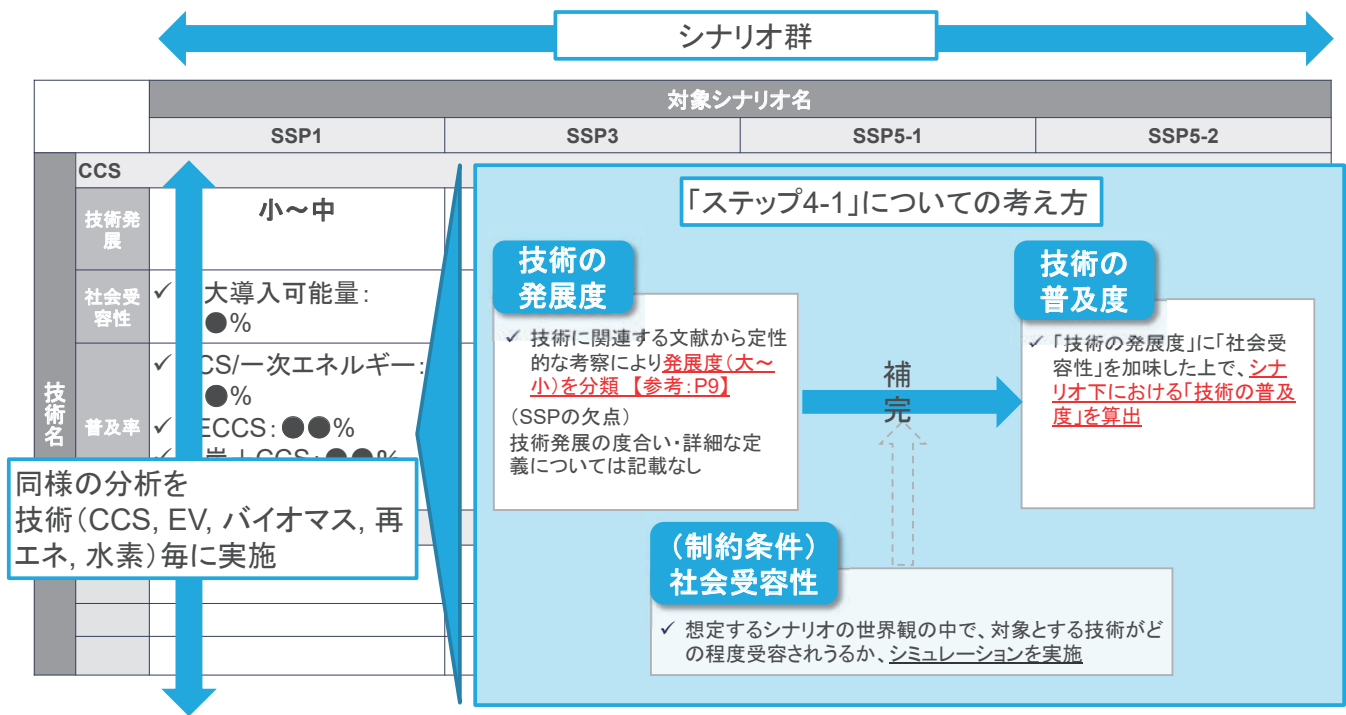 シナリオ群
対象シナリオ名
SSP1
SSP3
SSP5-1
SSP5-2
技術名
CCS
技術発
展
小～中
社会受
容性
✓
大導入可能量：
●%
普及率
✓
CS/一次エネルギー：
●%
✓
ECCS：●●%
✓
同様の分析を
技術（CCS, EV, バイオマス, 再
エネ, 水素）毎に実施
「ステップ4-1」についての考え方
技術の
発展度
✓ 技術に関連する文献から定性
的な考察により発展度（大～
小）を分類 【参考：P9】
（SSPの欠点）
技術発展の度合い・詳細な定
義については記載なし
補
完
技術の
普及度
✓ 「技術の発展度」に「社会受
容性」を加味した上で、シナ
リオ下における「技術の普及
度」を算出
（制約条件）
社会受容性
✓ 想定するシナリオの世界観の中で、対象とする技術がど
の程度受容されうるか、シミュレーションを実施